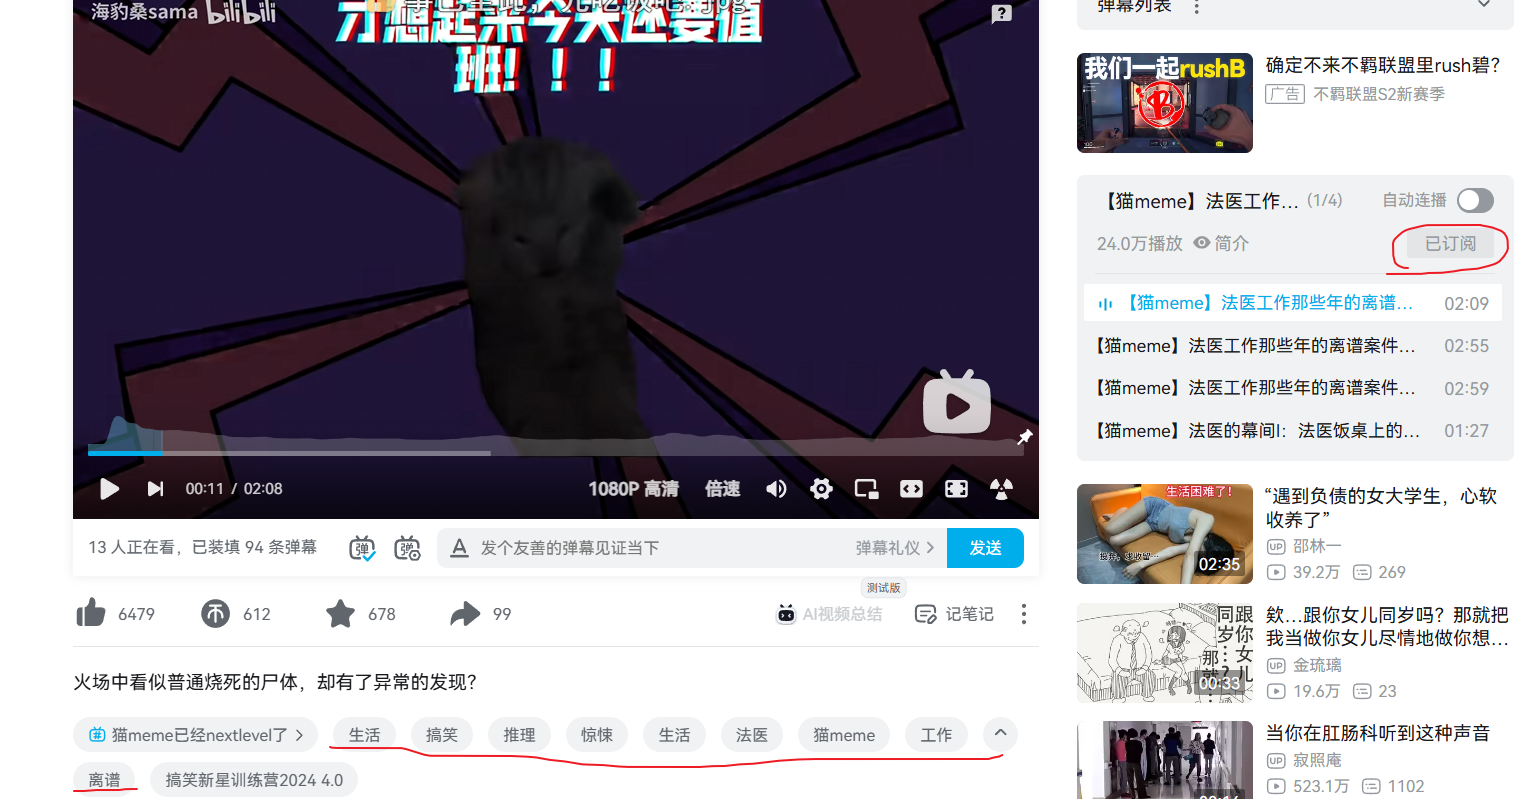 海豹桑sama bilibili
才想起来今天还要值
班！！！
00:11 / 02:08
1080P 高清
倍速
13 人正在看，已装填 94 条弹幕
弹
弹
A 发个友善的弹幕见证当下
弹幕礼仪 >
发送
6479
612
678
99
测试版
AI视频总结
记笔记
火场中看似普通烧死的尸体，却有了异常的发现？
猫meme已经nextlevel了 >
生活
搞笑
推理
惊悚
生活
法医
猫meme
工作
离谱
搞笑新星训练营2024 4.0
弹幕列表
我们一起rushB
确定不来不羁联盟里rush碧？
广告 不羁联盟S2新赛季
【猫meme】法医工作… (1/4)
自动连播
24.0万播放 简介
已订阅
【猫meme】法医工作那些年的离谱… 02:09
【猫meme】法医工作那些年的离谱案件… 02:55
【猫meme】法医工作那些年的离谱案件… 02:59
【猫meme】法医的幕间I：法医饭桌上的… 01:27
生活困难了！
02:35
“遇到负债的女大学生，心软
收养了”
UP 邵林一
39.2万 269
跟你女儿
同岁…？
那就…
00:33
欸…跟你女儿同岁吗？那就把
我当做你女儿尽情地做你想…
UP 金琉璃
19.6万 23
当你在肛肠科听到这种声音
UP 寂照庵
523.1万 1102